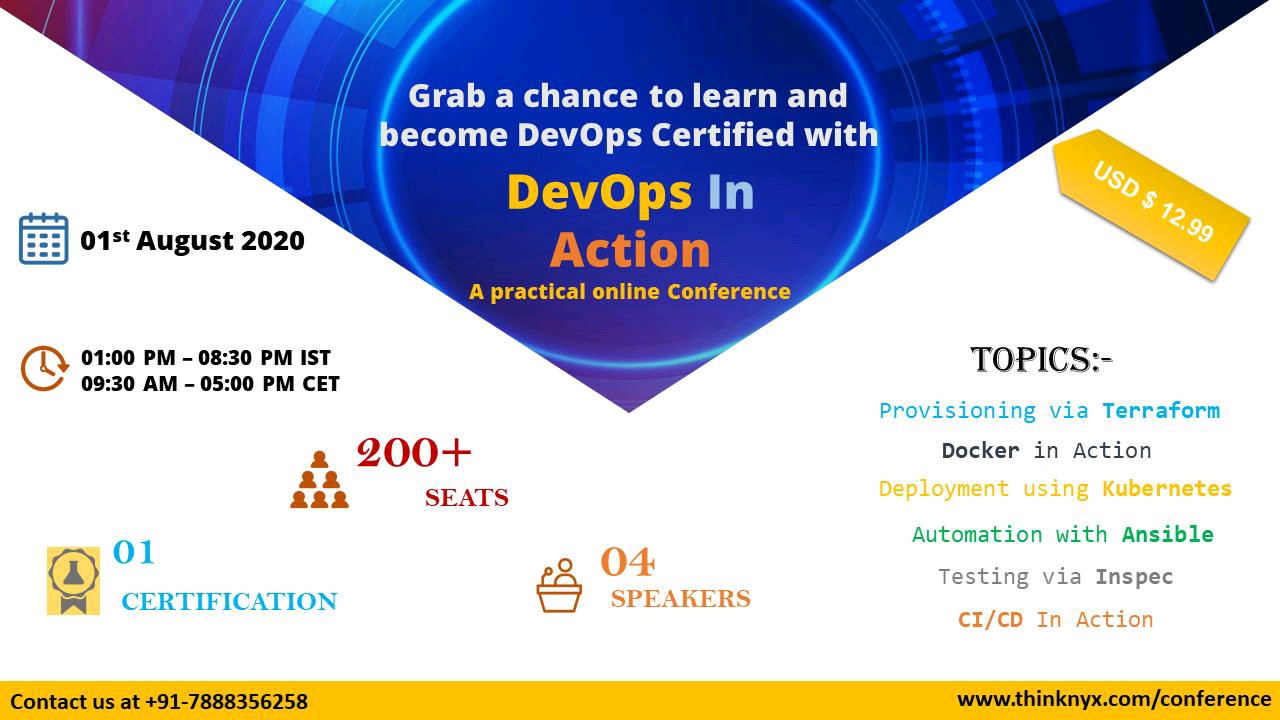 Grab a chance to learn and
become DevOps Certified with
DevOps In
Action
A practical online Conference
USD $ 12.99
01st August 2020
01:00 PM – 08:30 PM IST
09:30 AM – 05:00 PM CET
200+
SEATS
01
CERTIFICATION
04
SPEAKERS
TOPICS:-
Provisioning via Terraform
Docker in Action
Deployment using Kubernetes
Automation with Ansible
Testing via Inspec
CI/CD In Action
Contact us at +91-7888356258
www.thinknyx.com/conference